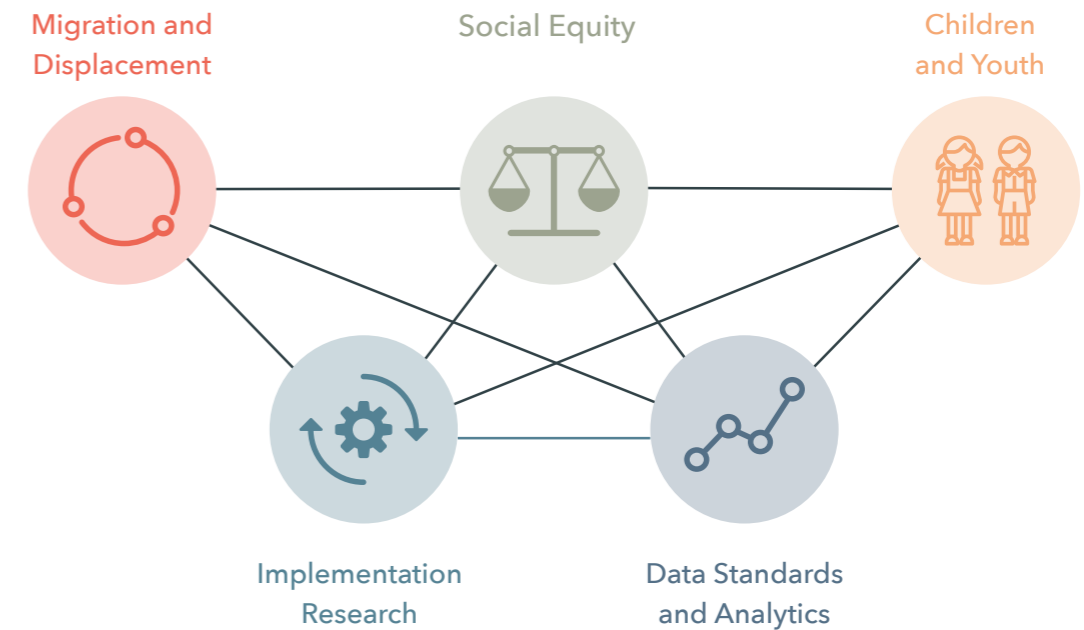 Migration and
Displacement
Social Equity
Children
and Youth
Implementation
Research
Data Standards
and Analytics